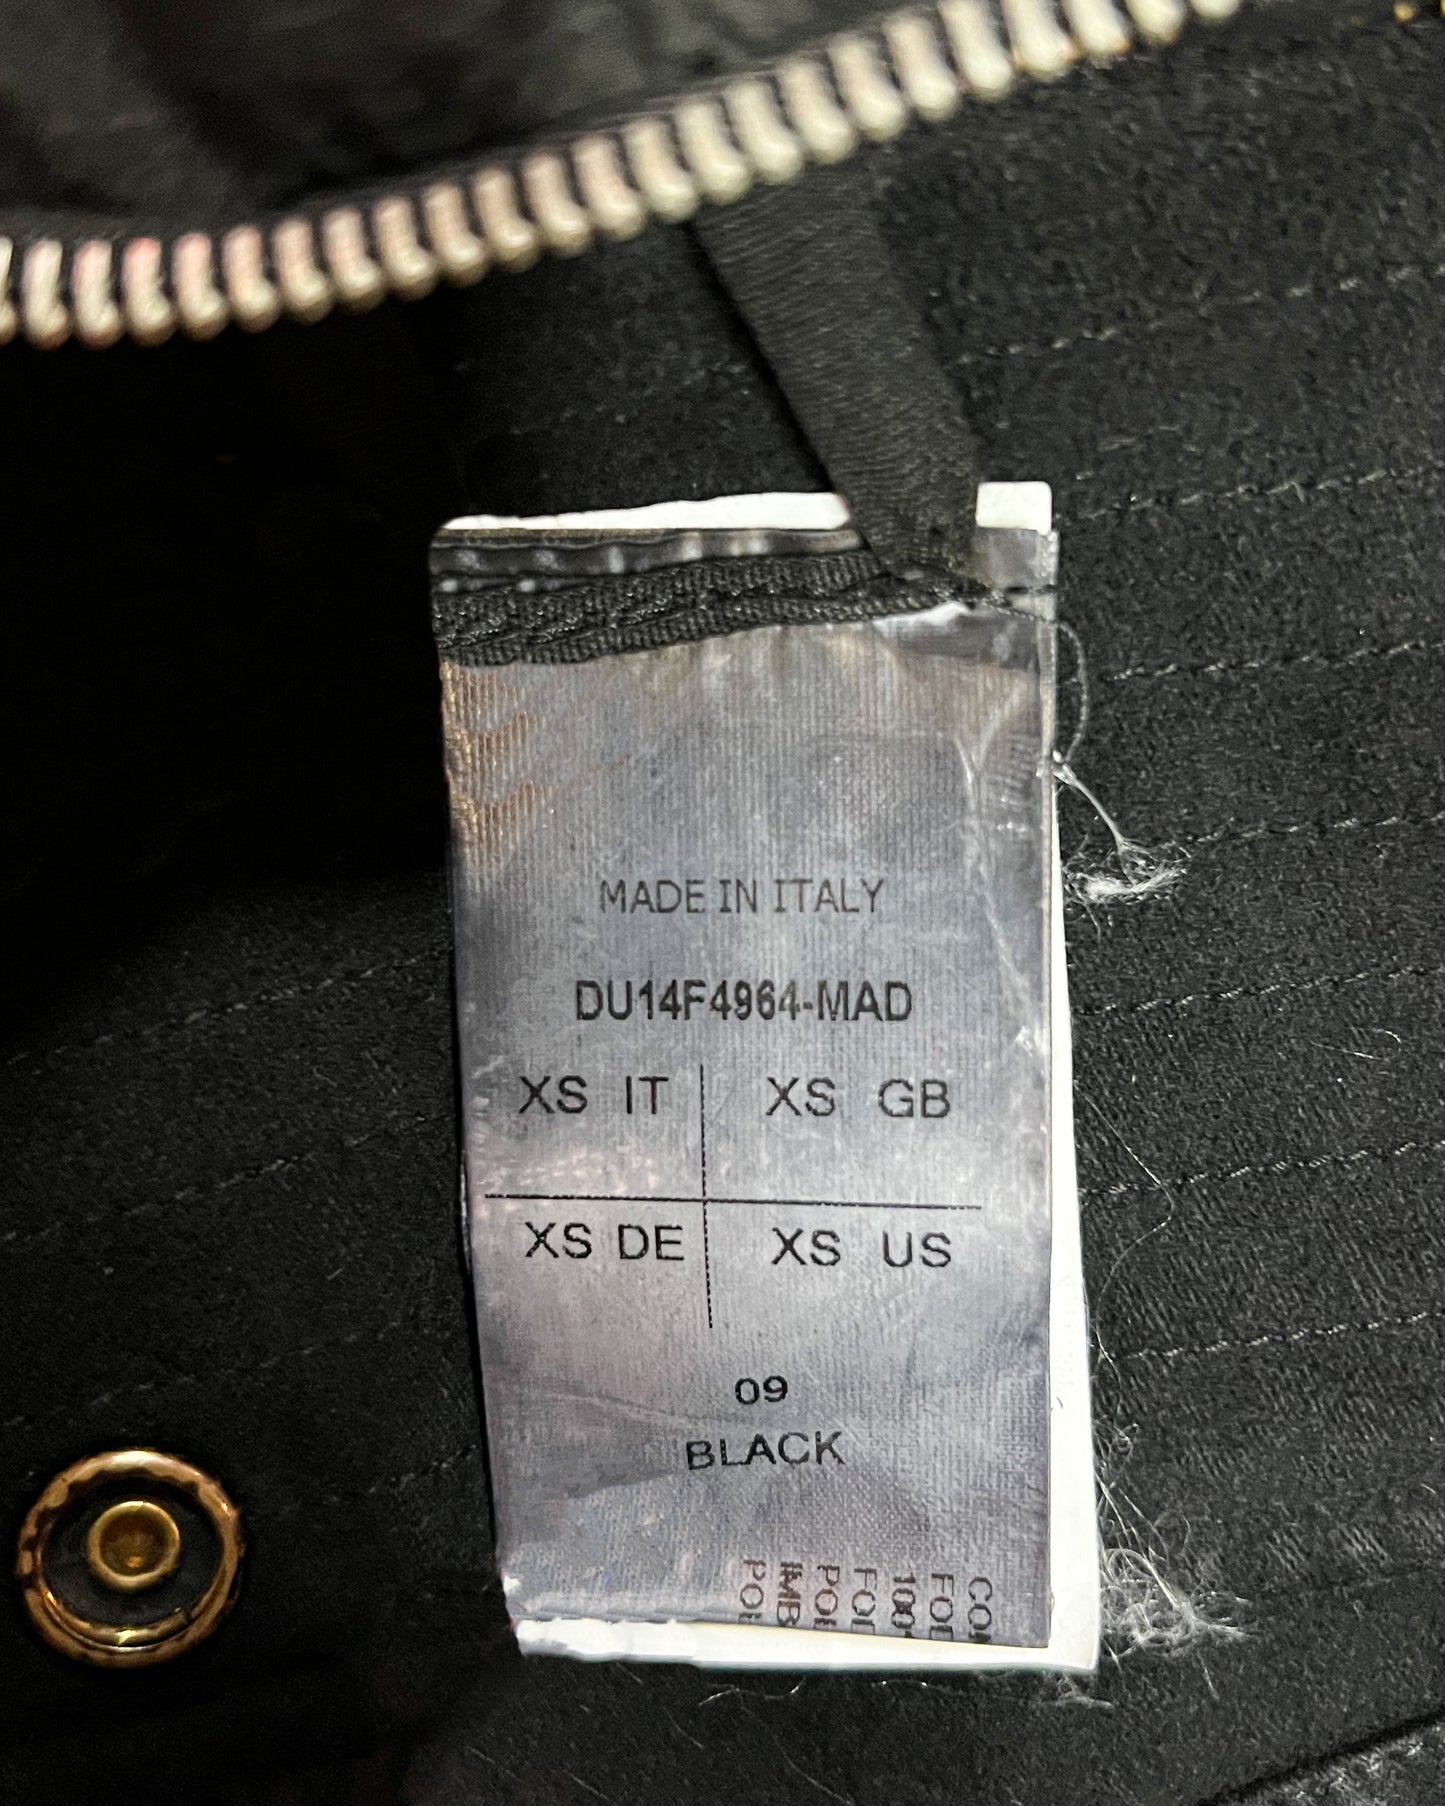 MADE IN ITALY
DU14F4964-MAD
XS IT XS GB
XS DE XS US
09
BLACK